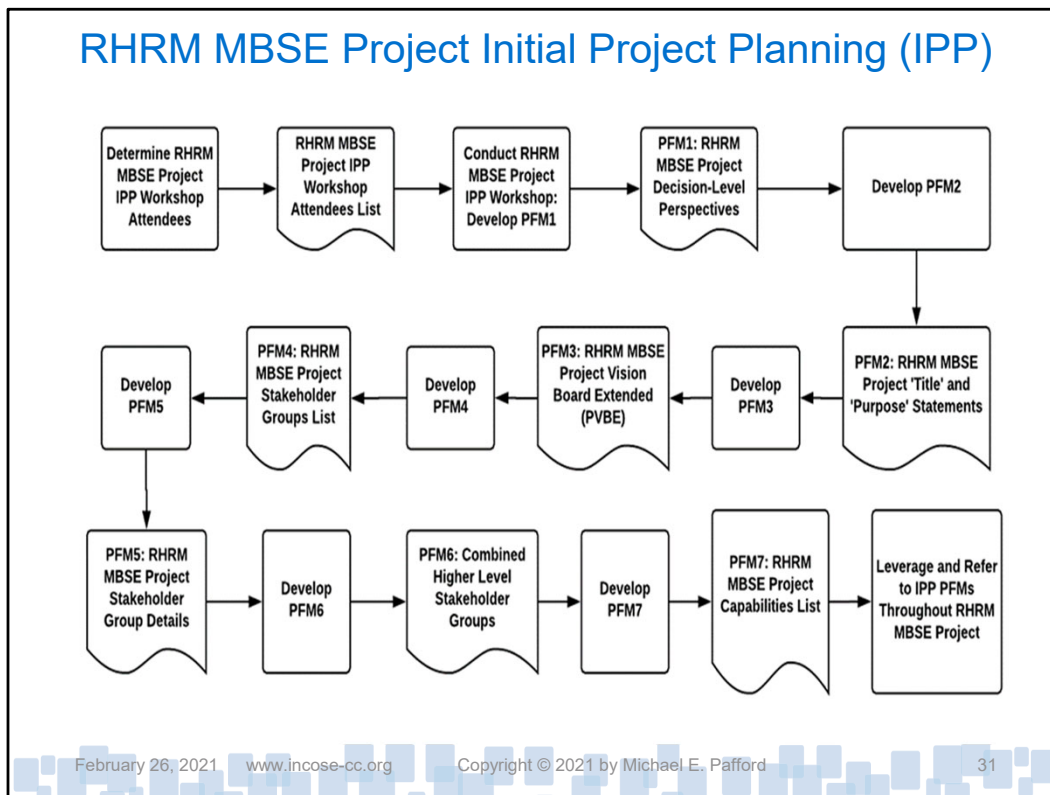 RHRM MBSE Project Initial Project Planning (IPP)
Determine RHRM
MBSE Project
IPP Workshop
Attendees
RHRM MBSE
Project IPP
Workshop
Attendees List
Conduct RHRM
MBSE Project
IPP Workshop:
Develop PFM1
PFM1: RHRM
MBSE Project
Decision-Level
Perspectives
Develop PFM2
PFM2: RHRM MBSE
Project 'Title' and
'Purpose' Statements
Develop
PFM3
PFM3: RHRM MBSE
Project Vision
Board Extended
(PVBE)
Develop
PFM4
PFM4: RHRM
MBSE Project
Stakeholder
Groups List
Develop
PFM5
PFM5: RHRM
MBSE Project
Stakeholder
Group Details
Develop
PFM6
PFM6: Combined
Higher Level
Stakeholder
Groups
Develop
PFM7
PFM7: RHRM
MBSE Project
Capabilities List
Leverage and Refer
to IPP PFMs
Throughout RHRM
MBSE Project
February 26, 2021 www.incose-cc.org Copyright © 2021 by Michael E. Pafford 31